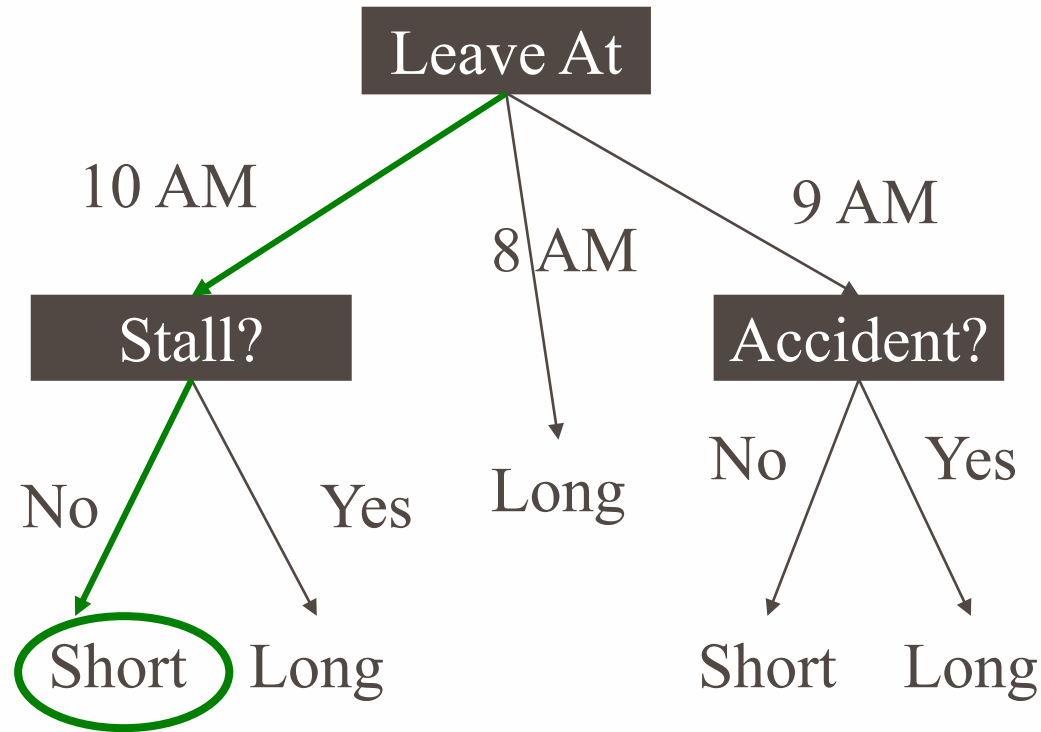 Leave At
10 AM
8 AM
9 AM
Stall?
Accident?
No
Yes
Long
No
Yes
Short
Long
Short
Long